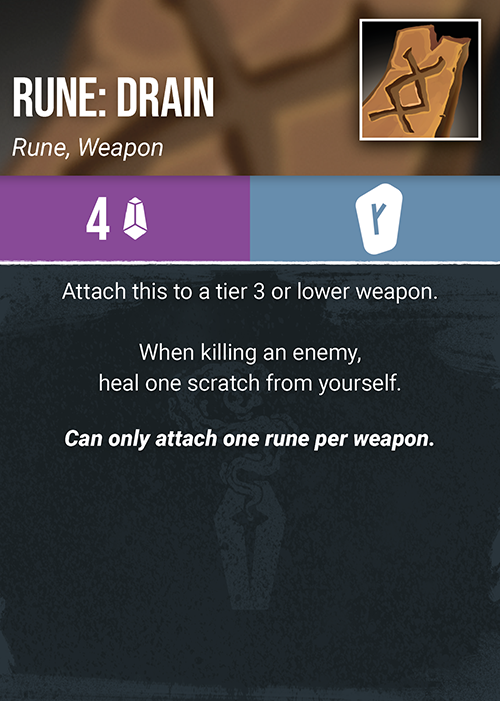 RUNE: DRAIN
Rune, Weapon
4
Attach this to a tier 3 or lower weapon.
When killing an enemy,
heal one scratch from yourself.
Can only attach one rune per weapon.